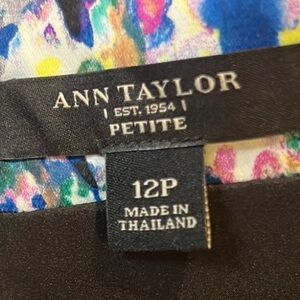 ANN TAYLOR
EST. 1954
PETITE
12P
MADE IN
THAILAND